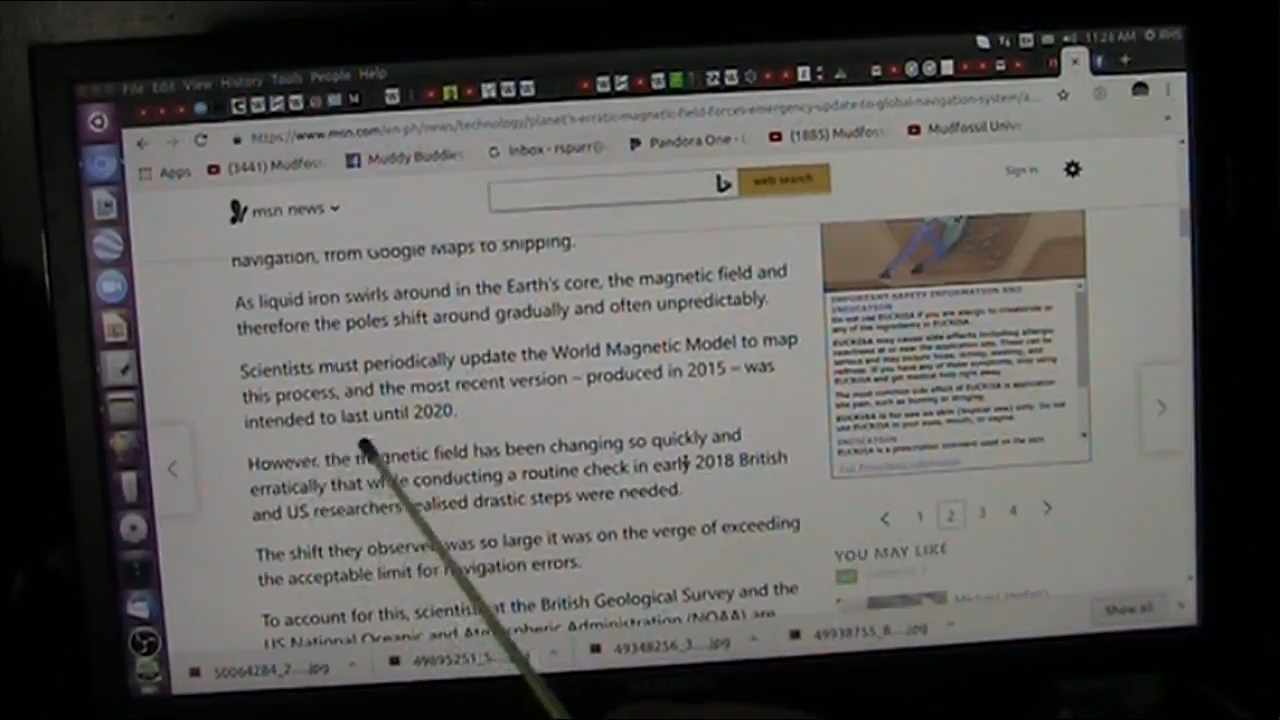 File Edit View History Tools People Help
11:26 AM
https://www.msn.com/en-ph/news/technology/planet's-erratic-magnetic-field-forces-emergency-update-to-global-navigation-system/a...
Apps (3441) Mudfoss Muddy Buddies Inbox - rspurr@ Pandora One - L (1885) Mudfoss Mudfossil Unive
msn news
web search
Sign in
navigation, from Google Maps to shipping.
As liquid iron swirls around in the Earth's core, the magnetic field and
therefore the poles shift around gradually and often unpredictably.
Scientists must periodically update the World Magnetic Model to map
this process, and the most recent version – produced in 2015 – was
intended to last until 2020.
However, the magnetic field has been changing so quickly and
erratically that while conducting a routine check in early 2018 British
and US researchers realised drastic steps were needed.
The shift they observed was so large it was on the verge of exceeding
the acceptable limit for navigation errors.
To account for this, scientists at the British Geological Survey and the
US National Oceanic and Atmospheric Administration (NOAA) are
IMPORTANT SAFETY INFORMATION AND
INDICATION
Do not use EUCRISA if you are allergic to crisaborole or
any of the ingredients in EUCRISA.
EUCRISA may cause side effects including allergic
reactions at or near the application site. These can be
serious and may include hives, itching, swelling, and
redness. If you have any of these symptoms, stop using
EUCRISA and get medical help right away.
The most common side effect of EUCRISA is application
site pain, such as burning or stinging.
EUCRISA is for use on skin (topical use) only. Do not
use EUCRISA in your eyes, mouth, or vagina.
INDICATION
EUCRISA is a prescription ointment used on the skin
1 2 3 4
YOU MAY LIKE
Show all
50064284_2....jpg 49895251_5....jpg 49348256_3....jpg 49938755_8....jpg